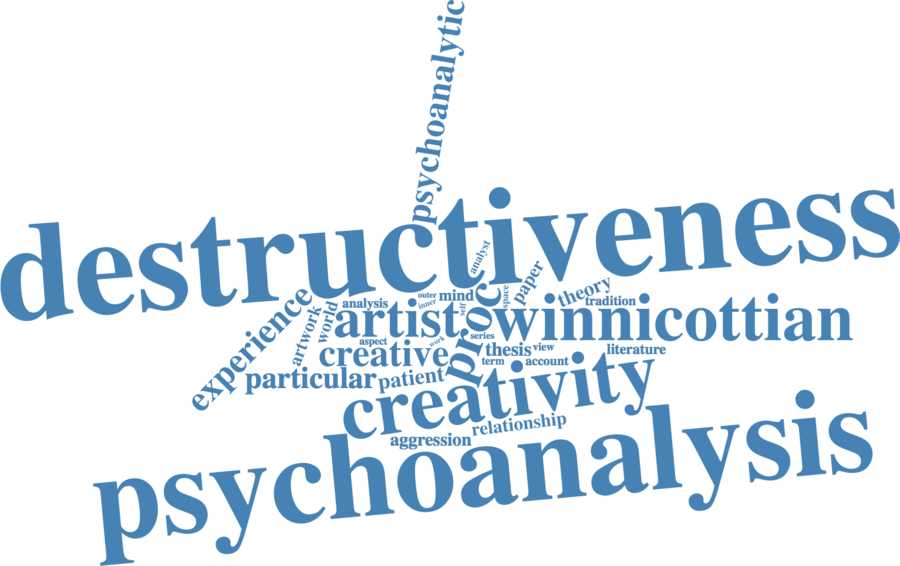 psychoanalytic
destructiveness
analyst
paper
space
theory
tradition
experience
outer
mind
inner
analysis
self
proc
artwork
world
artist
winnicottian
aspect
work
series
creative
thesis
view
literature
term
account
particular
patient
creativity
relationship
aggression
psychoanalysis